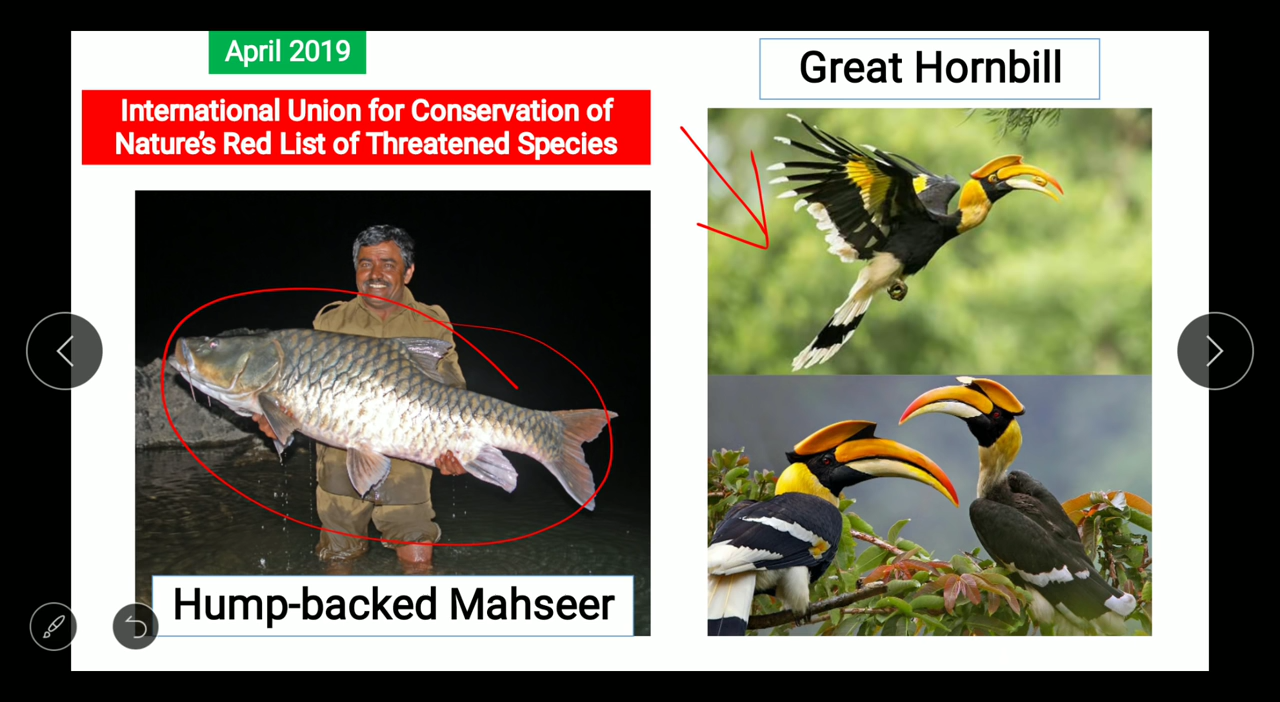 April 2019
International Union for Conservation of
Nature's Red List of Threatened Species
Hump-backed Mahseer
Great Hornbill